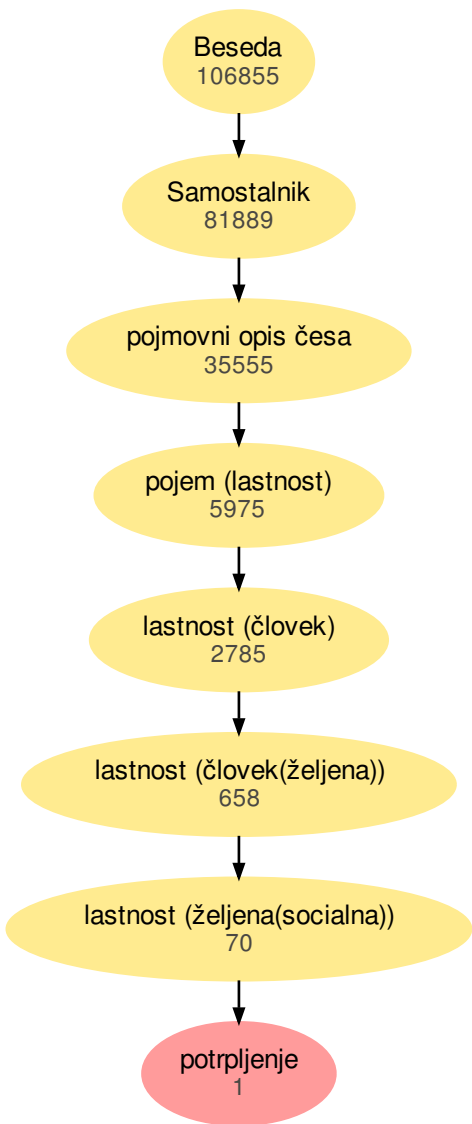 Beseda
106855
Samostalnik
81889
pojmovni opis česa
35555
pojem (lastnost)
5975
lastnost (človek)
2785
lastnost (človek(željena))
658
lastnost (željena(socialna))
70
potrpljenje
1